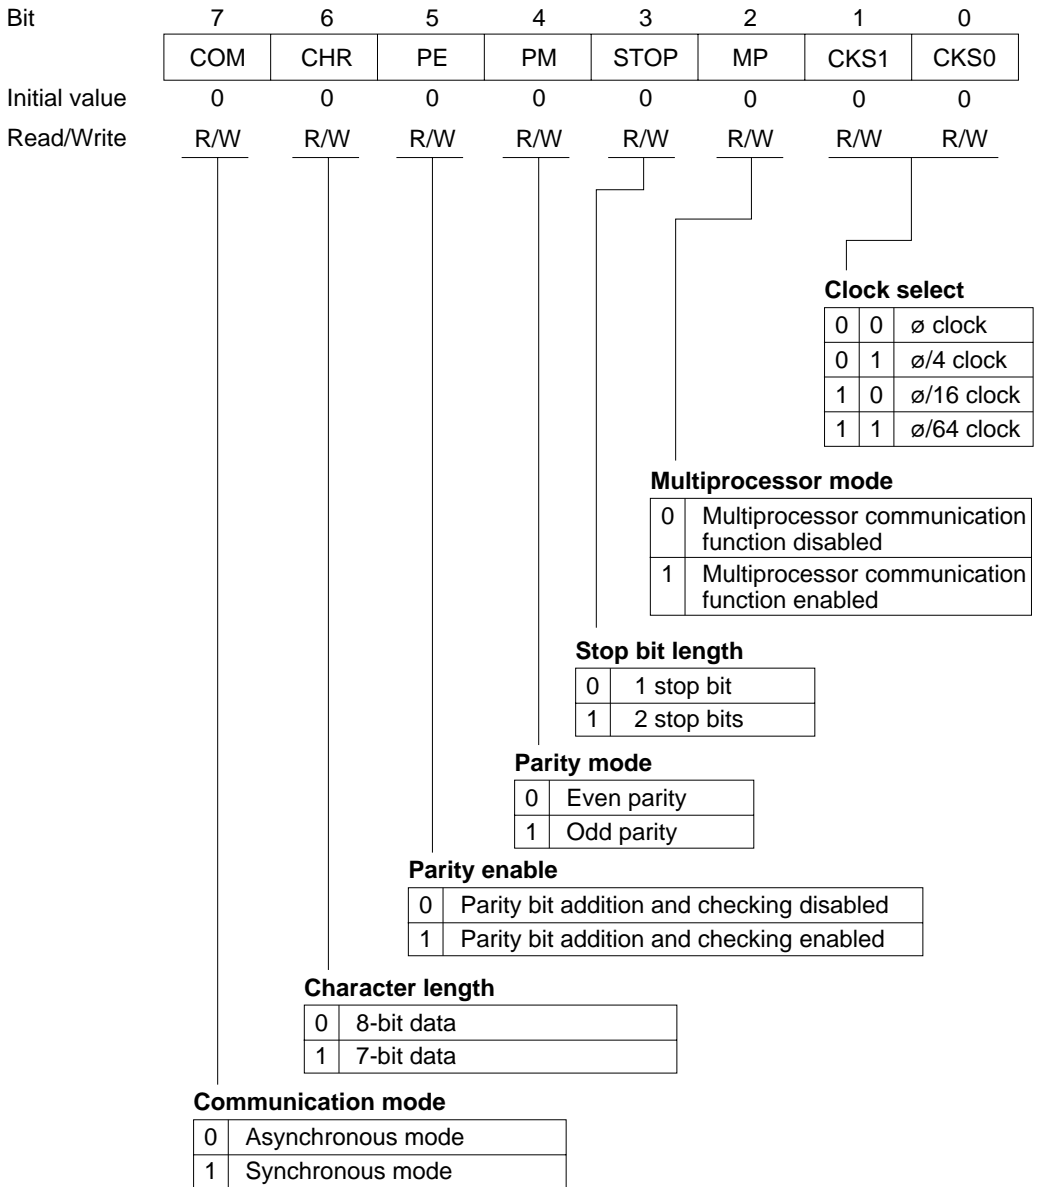 Bit 7 6 5 4 3 2 1 0
COM CHR PE PM STOP MP CKS1 CKS0
Initial value 0 0 0 0 0 0 0 0
Read/Write R/W R/W R/W R/W R/W R/W R/W R/W
Clock select
0 0 ø clock
0 1 ø/4 clock
1 0 ø/16 clock
1 1 ø/64 clock
Multiprocessor mode
0 Multiprocessor communication
function disabled
1 Multiprocessor communication
function enabled
Stop bit length
0 1 stop bit
1 2 stop bits
Parity mode
0 Even parity
1 Odd parity
Parity enable
0 Parity bit addition and checking disabled
1 Parity bit addition and checking enabled
Character length
0 8-bit data
1 7-bit data
Communication mode
0 Asynchronous mode
1 Synchronous mode